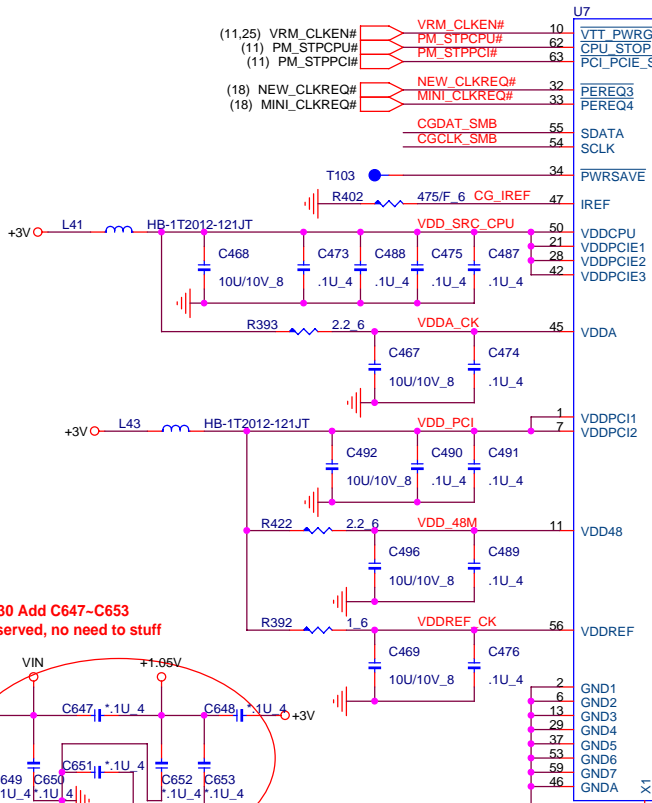 U7
(11,25) VRM_CLKEN# VRM_CLKEN# 10 VTT_PWRG
(11) PM_STPCPU# PM_STPCPU# 62 CPU_STOP
(11) PM_STPPCI# PM_STPPCI# 63 PCI_PCIE_S
(18) NEW_CLKREQ# NEW_CLKREQ# 32 PEREQ3
(18) MINI_CLKREQ# MINI_CLKREQ# 33 PEREQ4
CGDAT_SMB 55 SDATA
CGCLK_SMB 54 SCLK
T103 34 PWRSAVE
R402 475/F_6 CG_IREF 47 IREF
+3V L41 HB-1T2012-121JT VDD_SRC_CPU 50 VDDCPU
21 VDDPCIE1
28 VDDPCIE2
42 VDDPCIE3
C468 C473 C488 C475 C487
10U/10V_8 .1U_4 .1U_4 .1U_4 .1U_4
R393 2.2_6 VDDA_CK 45 VDDA
C467 C474
10U/10V_8 .1U_4
1 VDDPCI1
+3V L43 HB-1T2012-121JT VDD_PCI 7 VDDPCI2
C492 C490 C491
10U/10V_8 .1U_4 .1U_4
R422 2.2_6 VDD_48M 11 VDD48
C496 C489
10U/10V_8 .1U_4
30 Add C647~C653
served, no need to stuff
R392 1_6 VDDREF_CK 56 VDDREF
C469 C476
10U/10V_8 .1U_4
VIN +1.05V
C647 *.1U_4 C648 *.1U_4 +3V
649 C650 C651 *.1U_4 C652 C653
1U_4 *.1U_4 *.1U_4 *.1U_4
2 GND1
6 GND2
13 GND3
29 GND4
37 GND5
53 GND6
59 GND7
46 GNDA
X1